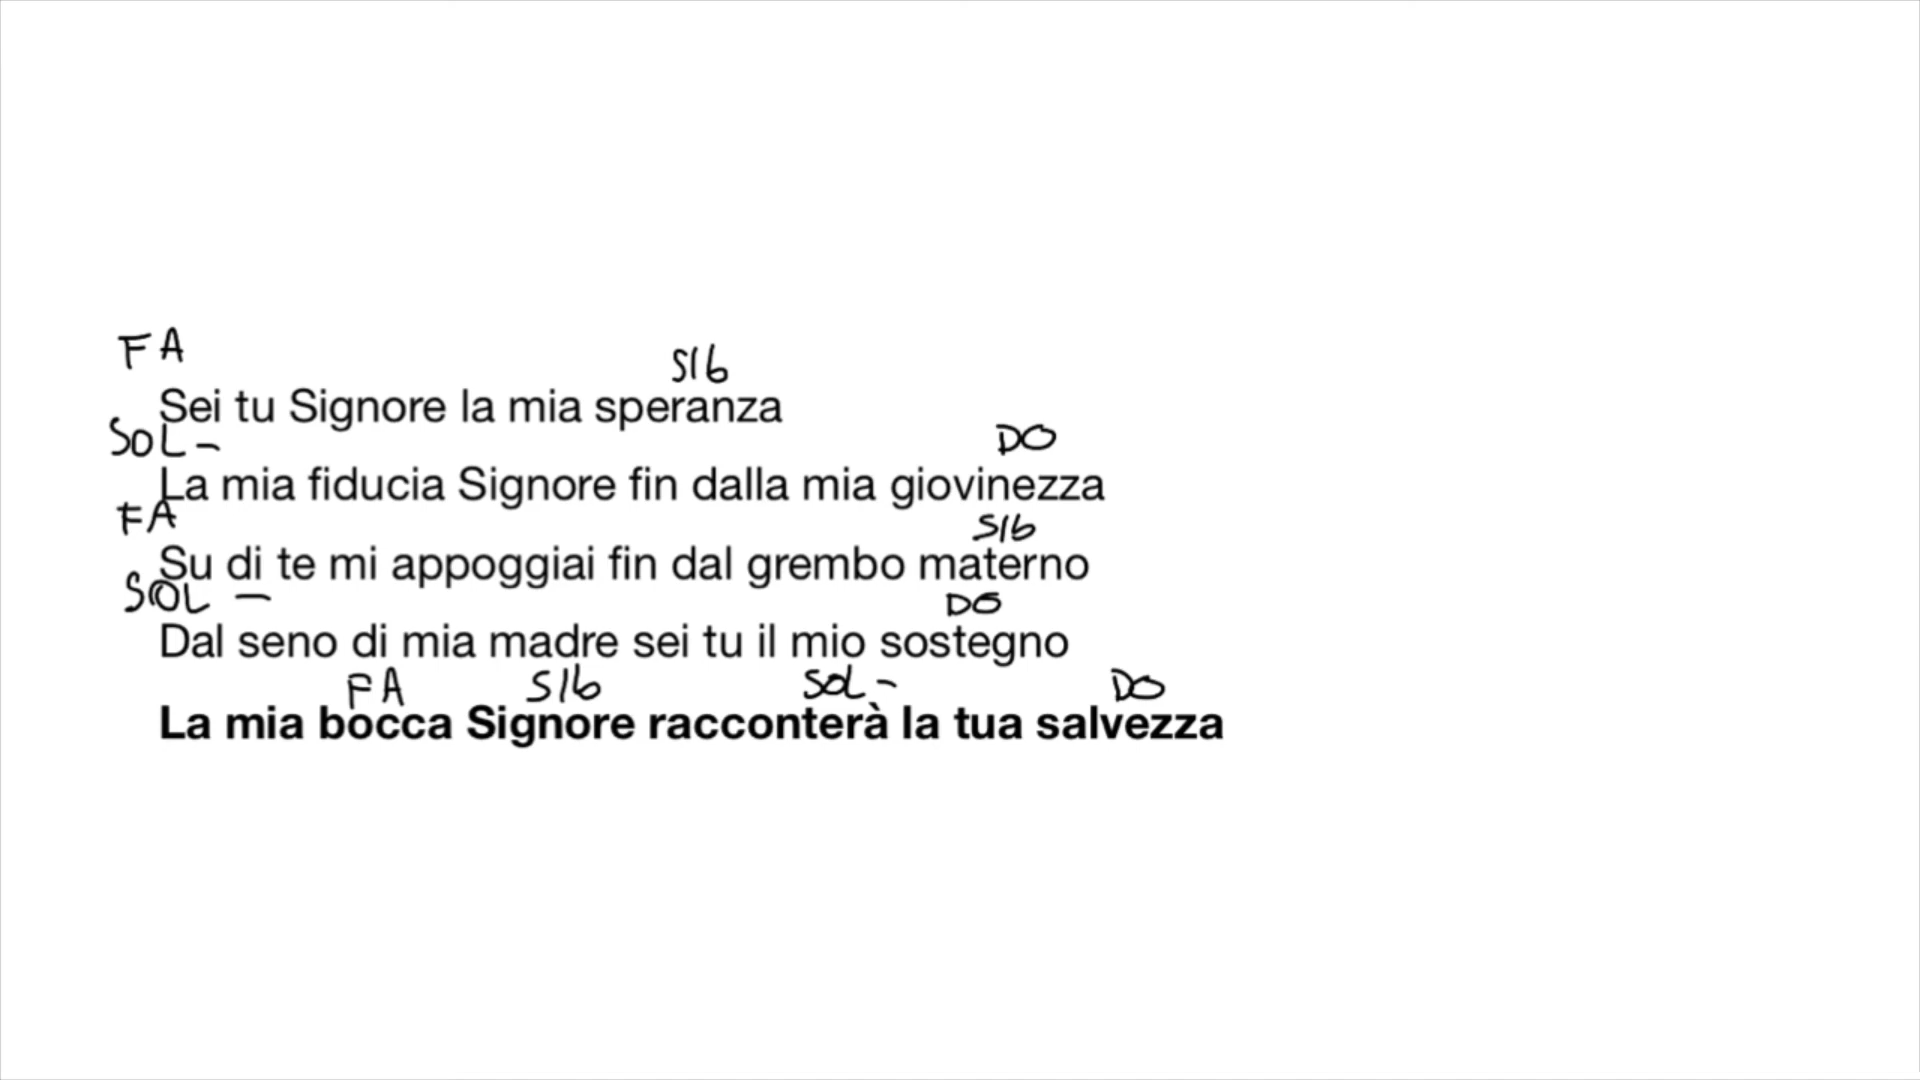 FA SIb
Sei tu Signore la mia speranza
SOL - DO
La mia fiducia Signore fin dalla mia giovinezza
FA SIb
Su di te mi appoggiai fin dal grembo materno
SOL - DO
Dal seno di mia madre sei tu il mio sostegno
FA SIb SOL - DO
La mia bocca Signore racconterà la tua salvezza